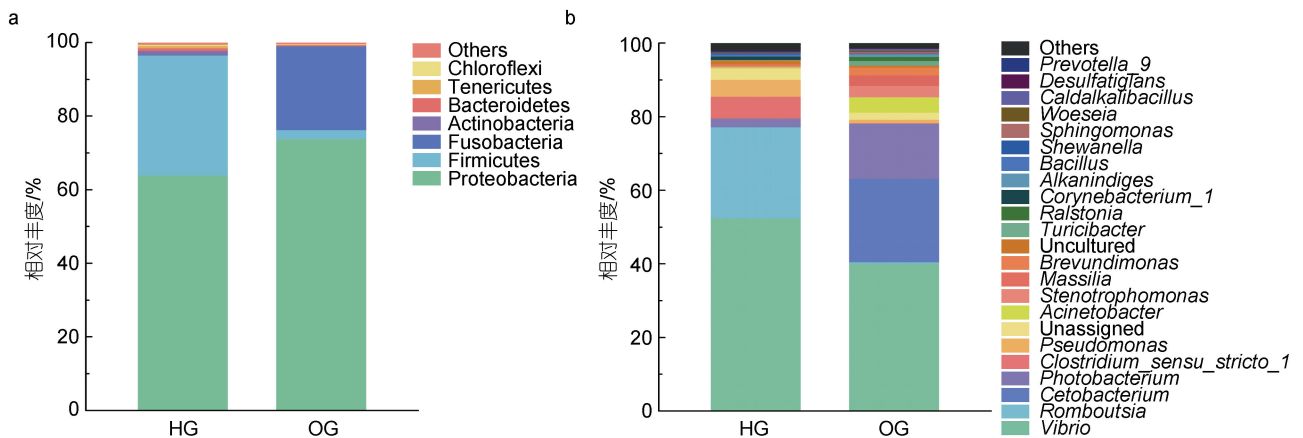 a
100
80
60
40
20
0
相对丰度/%
HG
OG
Others
Chloroflexi
Tenericutes
Bacteroidetes
Actinobacteria
Fusobacteria
Firmicutes
Proteobacteria
b
100
80
60
40
20
0
相对丰度/%
HG
OG
Others
Prevotella_9
Desulfatiglans
Caldalkalibacillus
Woeseia
Sphingomonas
Shewanella
Bacillus
Alkanindiges
Corynebacterium_1
Ralstonia
Turicibacter
Uncultured
Brevundimonas
Massilia
Stenotrophomonas
Acinetobacter
Unassigned
Pseudomonas
Clostridium_sensu_stricto_1
Photobacterium
Cetobacterium
Romboutsia
Vibrio